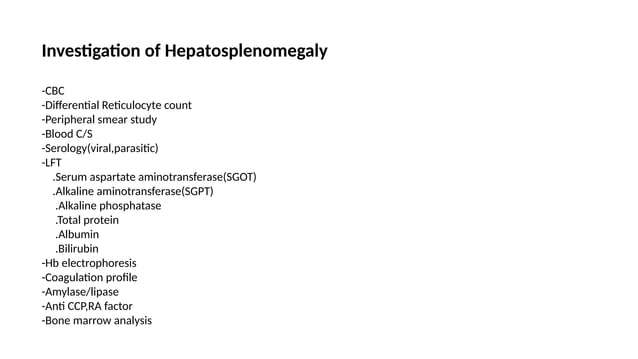 Investigation of Hepatosplenomegaly
-CBC
-Differential Reticulocyte count
-Peripheral smear study
-Blood C/S
-Serology(viral,parasitic)
-LFT
.Serum aspartate aminotransferase(SGOT)
.Alkaline aminotransferase(SGPT)
.Alkaline phosphatase
.Total protein
.Albumin
.Bilirubin
-Hb electrophoresis
-Coagulation profile
-Amylase/lipase
-Anti CCP,RA factor
-Bone marrow analysis